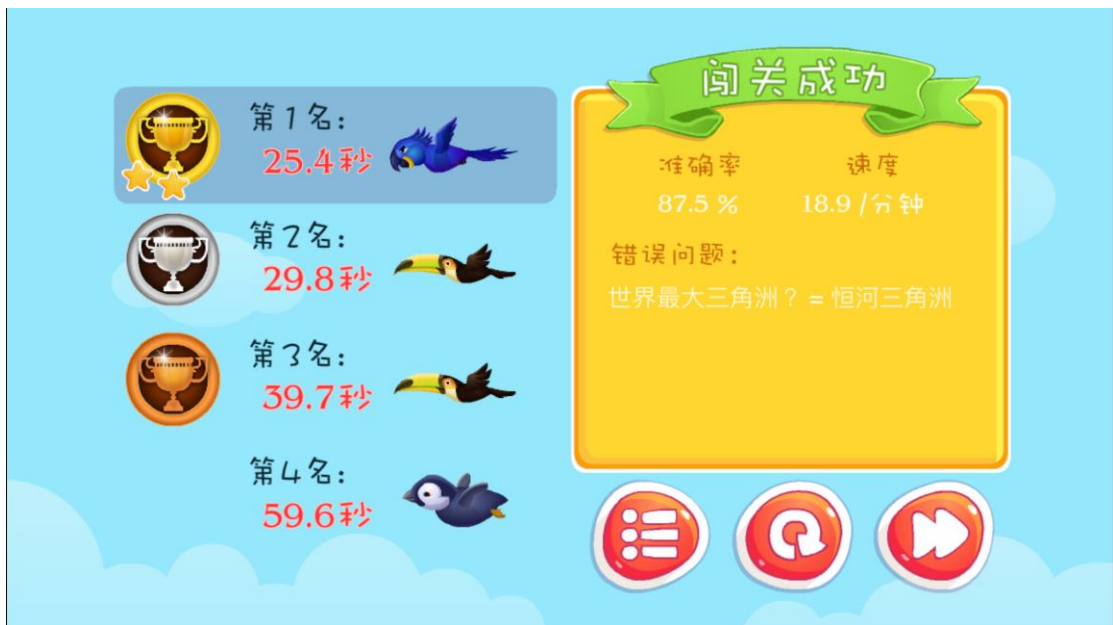 第1名:
25.4秒
第2名:
29.8秒
第3名:
39.7秒
第4名:
59.6秒
闯关成功
准确率 速度
87.5 % 18.9 /分钟
错误问题:
世界最大三角洲? = 恒河三角洲